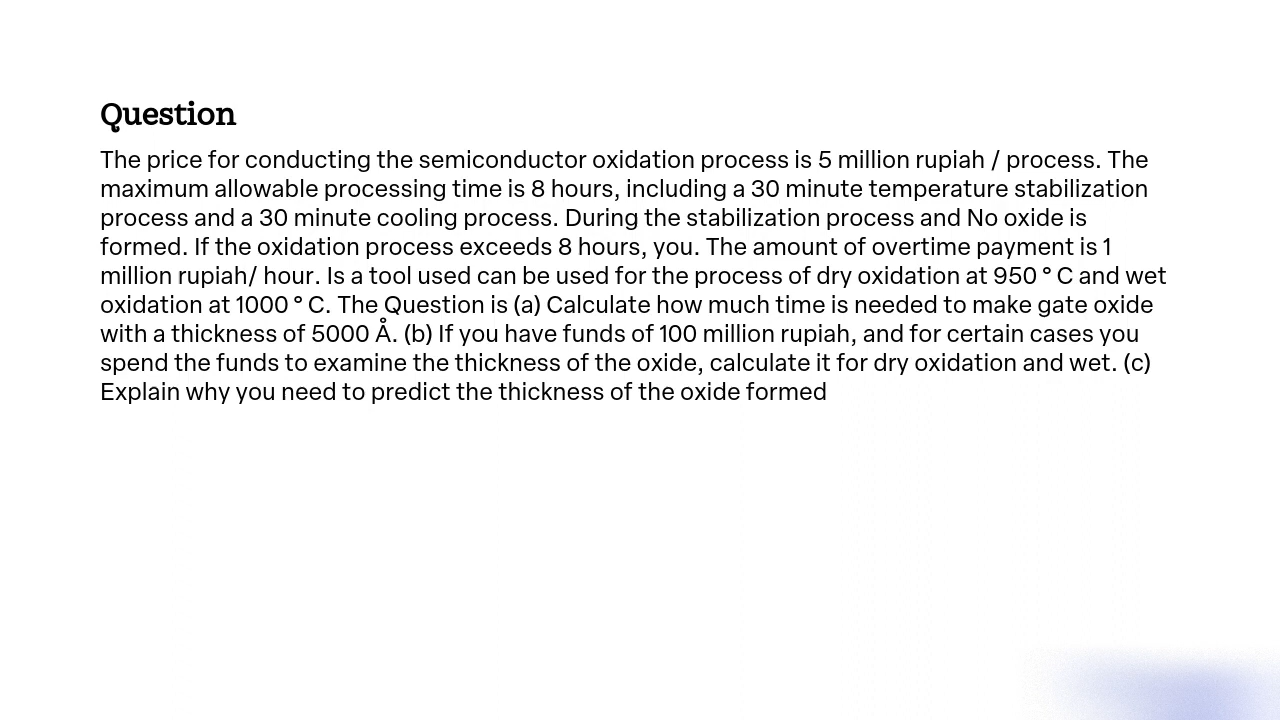 Question
The price for conducting the semiconductor oxidation process is 5 million rupiah / process. The
maximum allowable processing time is 8 hours, including a 30 minute temperature stabilization
process and a 30 minute cooling process. During the stabilization process and No oxide is
formed. If the oxidation process exceeds 8 hours, you. The amount of overtime payment is 1
million rupiah/ hour. Is a tool used can be used for the process of dry oxidation at 950 ° C and wet
oxidation at 1000 ° C. The Question is (a) Calculate how much time is needed to make gate oxide
with a thickness of 5000 Å. (b) If you have funds of 100 million rupiah, and for certain cases you
spend the funds to examine the thickness of the oxide, calculate it for dry oxidation and wet. (c)
Explain why you need to predict the thickness of the oxide formed